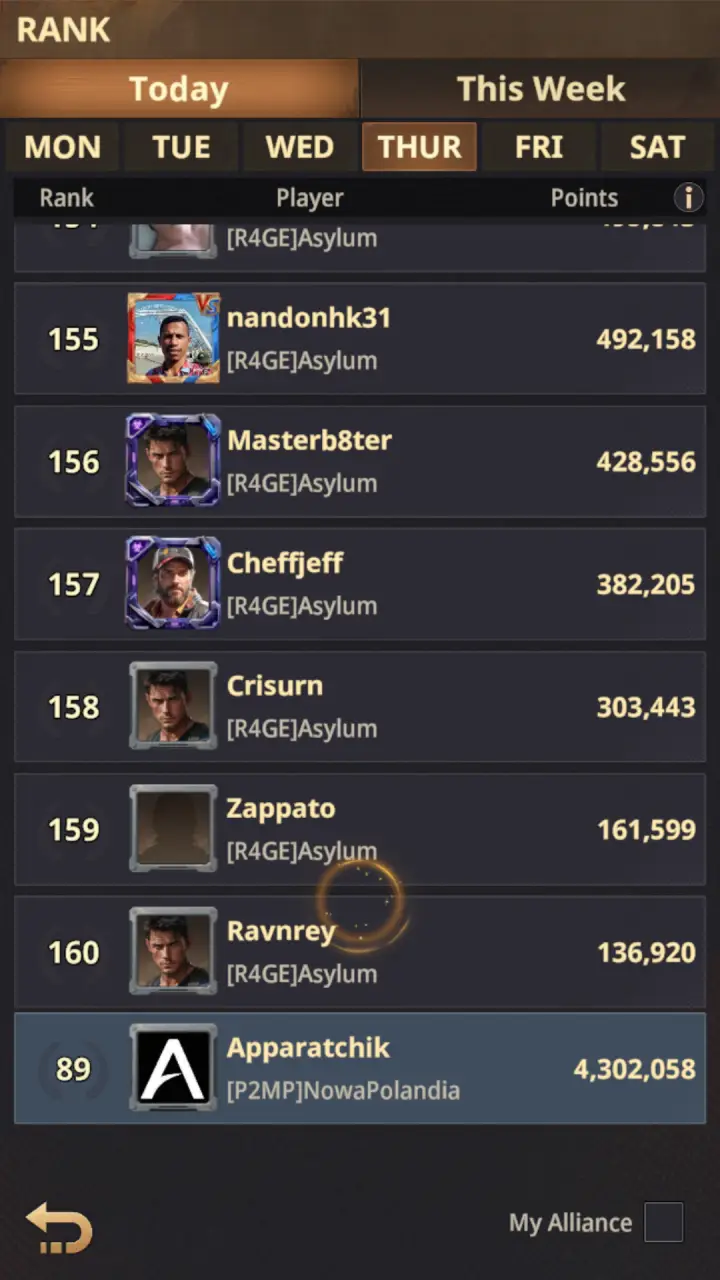 RANK
Today This Week
MON TUE WED THUR FRI SAT
Rank Player Points i
[R4GE]Asylum
155 nandonhk31 492,158
[R4GE]Asylum
156 Masterb8ter 428,556
[R4GE]Asylum
157 Cheffjeff 382,205
[R4GE]Asylum
158 Crisurn 303,443
[R4GE]Asylum
159 Zappato 161,599
[R4GE]Asylum
160 Ravnrey 136,920
[R4GE]Asylum
89 Apparatchik 4,302,058
[P2MP]NowaPolandia
My Alliance